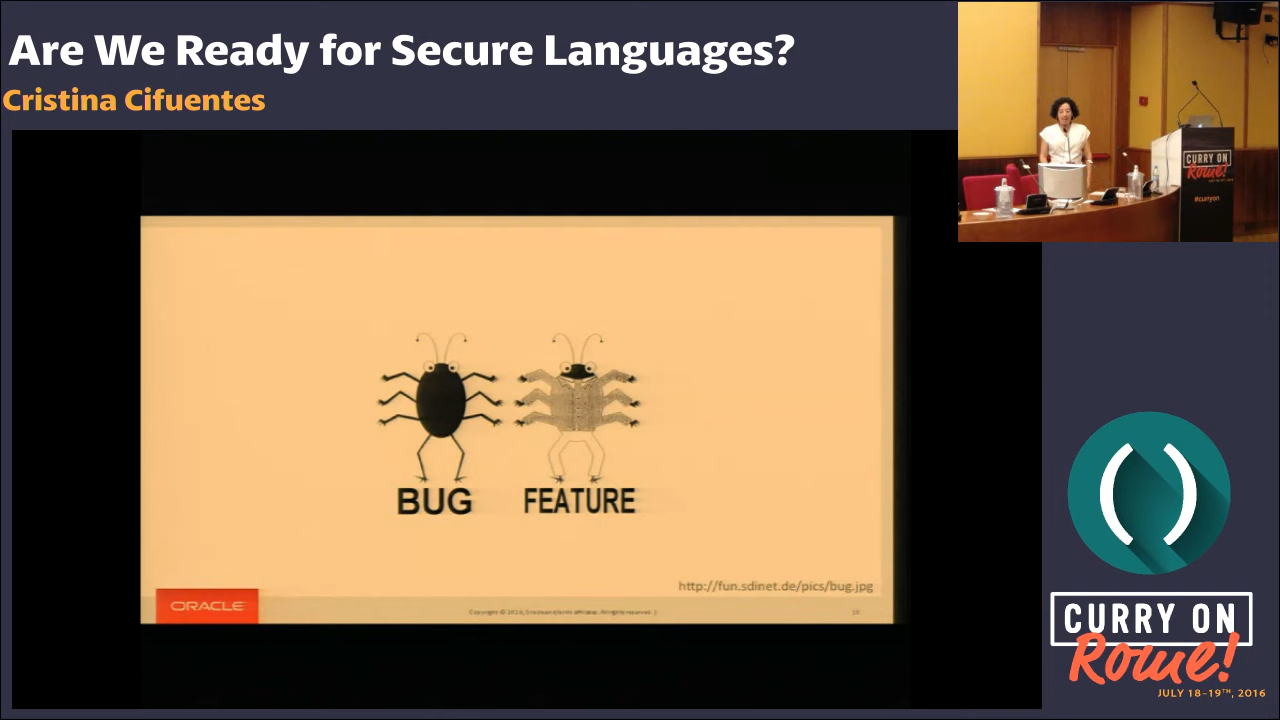 Are We Ready for Secure Languages?
Cristina Cifuentes
CURRY ON
Rome!
#curryon
BUG
FEATURE
http://fun.sdinet.de/pics/bug.jpg
ORACLE
CURRY ON
Rome!
JULY 18-19TH, 2016